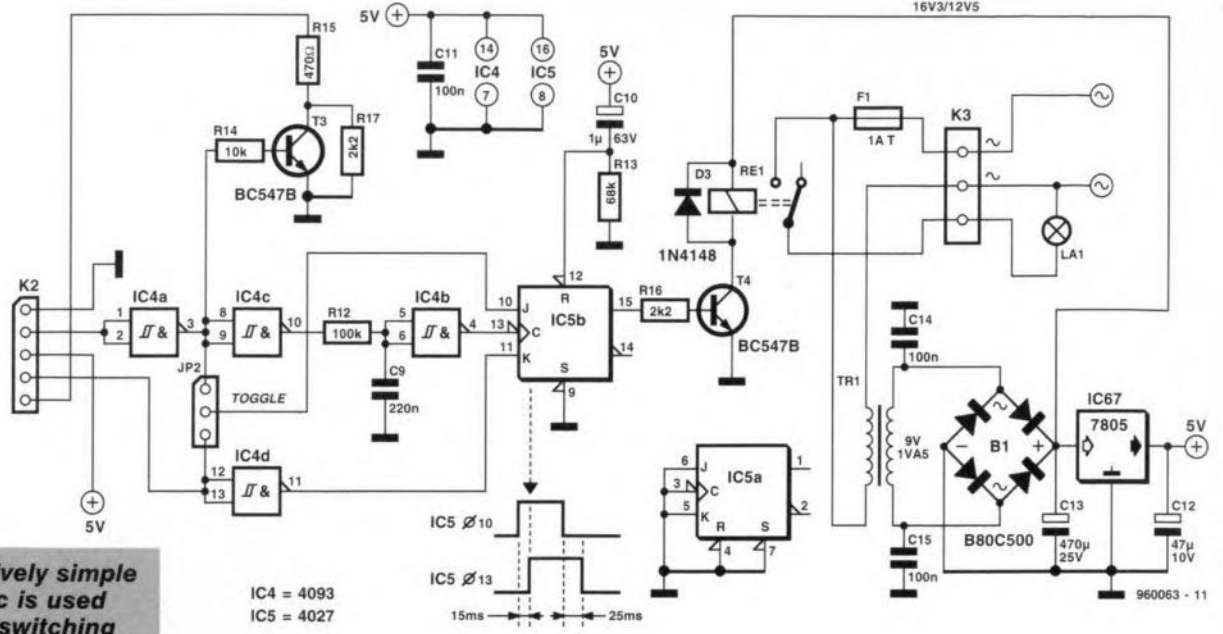 16V3/12V5
5V
R15
470Ω
T3
R17
2k2
R14
10k
BC547B
C11
100n
14
IC4
7
16
IC5
8
5V
C10
1µ
63V
R13
68k
D3
RE1
1N4148
F1
1A T
K3
~
~
~
~
LA1
K2
IC4a
1
2
&
3
IC4c
8
9
&
10
R12
100k
IC4b
5
6
&
4
C9
220n
JP2
TOGGLE
IC4d
12
13
&
11
5V
12
R
10
J
13
C
11
K
IC5b
15
14
S
9
R16
2k2
T4
BC547B
C14
100n
TR1
9V
1VA5
~
B1
−
+
~
B80C500
C15
100n
IC67
7805
5V
C13
470µ
25V
C12
47µ
10V
6
J
3
C
5
K
IC5a
1
2
R
S
4
7
IC5 Ø 10
IC5 Ø 13
15ms
25ms
IC4 = 4093
IC5 = 4027
960063 - 11
ively simple
c is used
switching